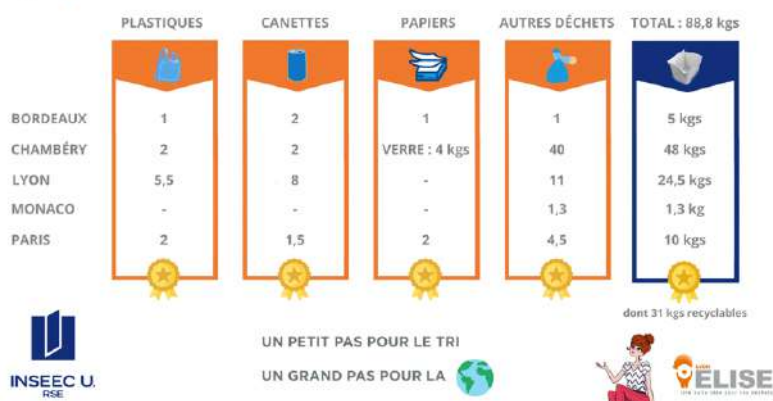 PLASTIQUES CANETTES PAPIERS AUTRES DÉCHETS TOTAL : 88,8 kgs
BORDEAUX 1 2 1 1 5 kgs
CHAMBÉRY 2 2 VERRE : 4 kgs 40 48 kgs
LYON 5,5 8 - 11 24,5 kgs
MONACO - - - 1,3 1,3 kg
PARIS 2 1,5 2 4,5 10 kgs
dont 31 kgs recyclables
UN PETIT PAS POUR LE TRI
UN GRAND PAS POUR LA
INSEEC U.
RSE
ELISE